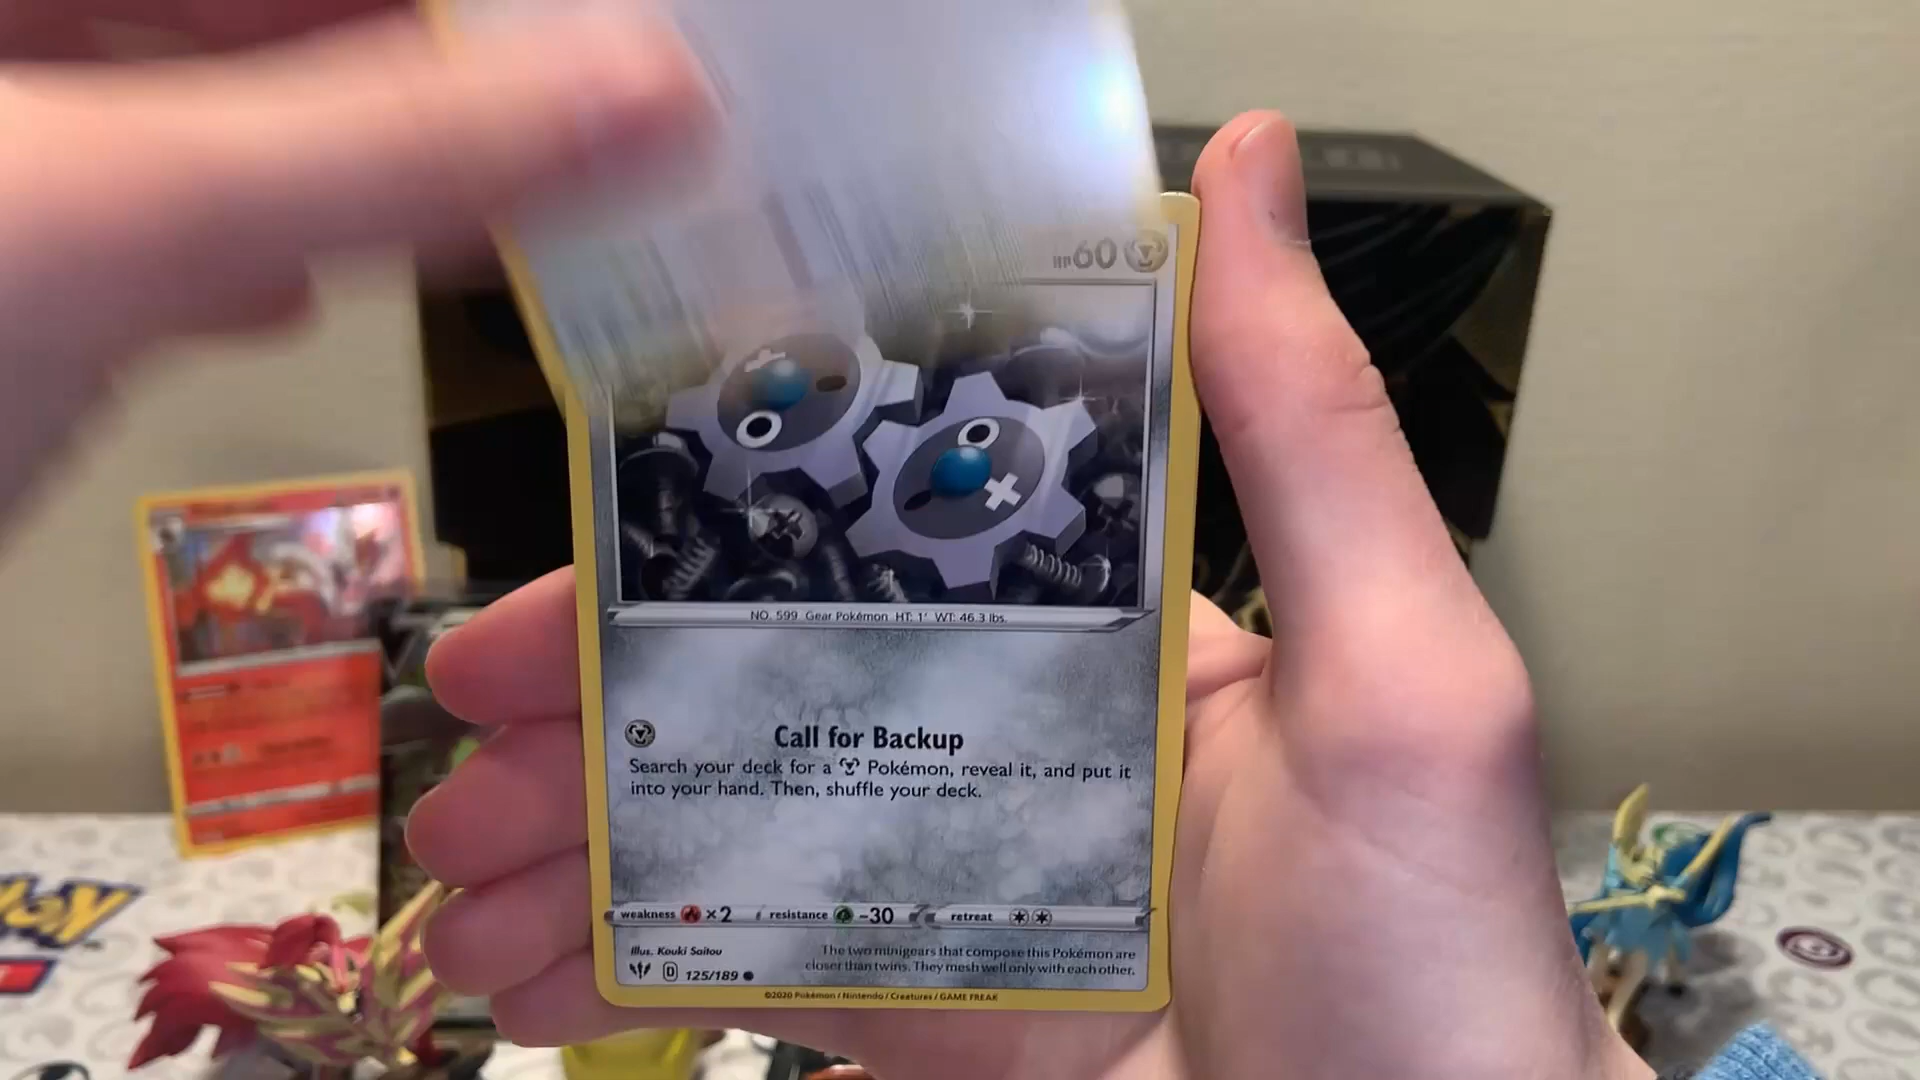 HP60
NO. 599 Gear Pokémon HT: 1' WT: 46.3 lbs.
Call for Backup
Search your deck for a Pokémon, reveal it, and put it
into your hand. Then, shuffle your deck.
weakness ×2 resistance -30 retreat
Illus. Kouki Saitou
The two minigears that compose this Pokémon are
closer than twins. They mesh well only with each other.
D 125/189
©2020 Pokémon / Nintendo / Creatures / GAME FREAK